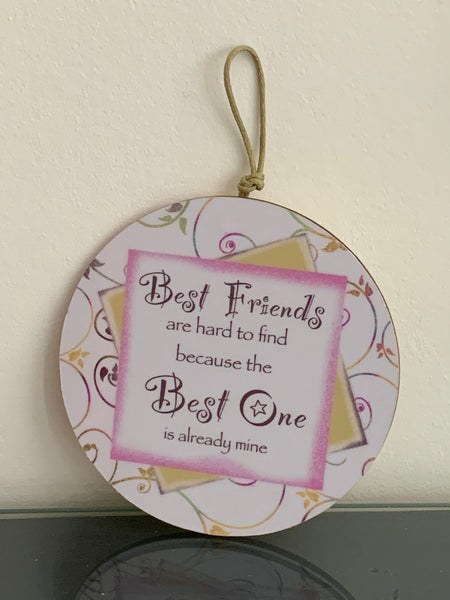 Best Friends
are hard to find
because the
Best One
is already mine